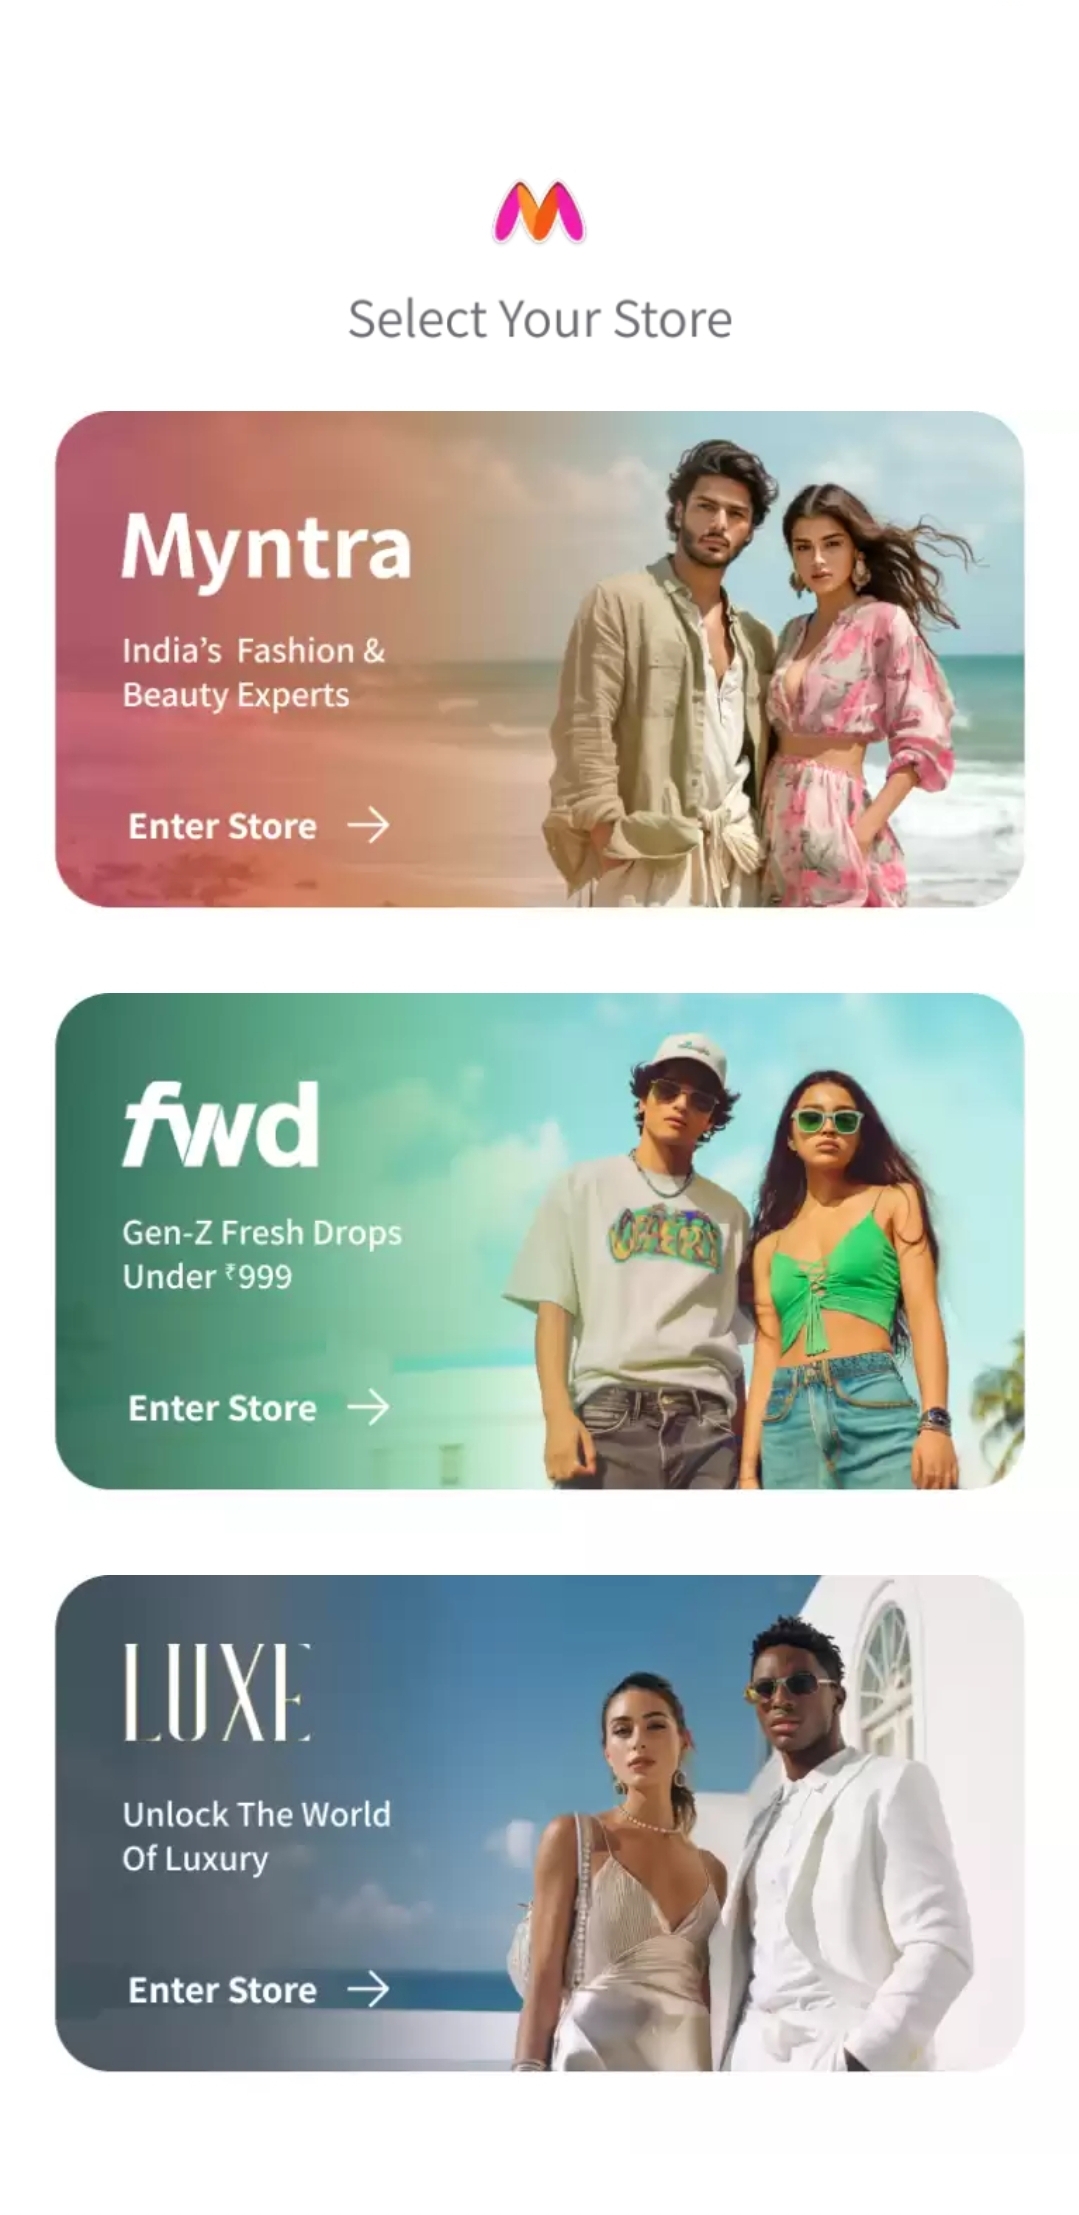 Select Your Store
Myntra
India’s Fashion &
Beauty Experts
Enter Store
fwd
Gen-Z Fresh Drops
Under ₹999
Enter Store
LUXE
Unlock The World
Of Luxury
Enter Store